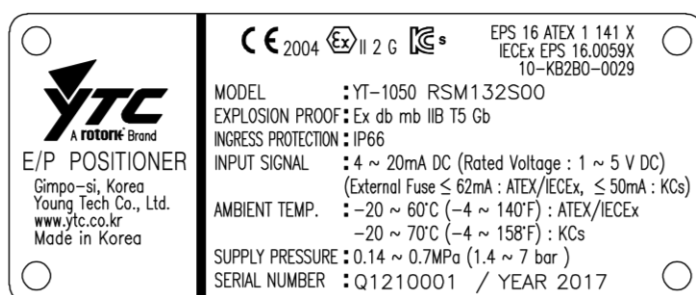 YTC
A rotork Brand
E/P POSITIONER
Gimpo-si, Korea
Young Tech Co., Ltd.
www.ytc.co.kr
Made in Korea
CE 2004 Ex II 2 G KCs
EPS 16 ATEX 1 141 X
IECEx EPS 16.0059X
10-KB2B0-0029
MODEL : YT-1050 RSM132S00
EXPLOSION PROOF : Ex db mb IIB T5 Gb
INGRESS PROTECTION : IP66
INPUT SIGNAL : 4 ~ 20mA DC (Rated Voltage : 1 ~ 5 V DC)
(External Fuse ≤ 62mA : ATEX/IECEx, ≤ 50mA : KCs)
AMBIENT TEMP. : -20 ~ 60°C (-4 ~ 140°F) : ATEX/IECEx
-20 ~ 70°C (-4 ~ 158°F) : KCs
SUPPLY PRESSURE : 0.14 ~ 0.7MPa (1.4 ~ 7 bar )
SERIAL NUMBER : Q1210001 / YEAR 2017